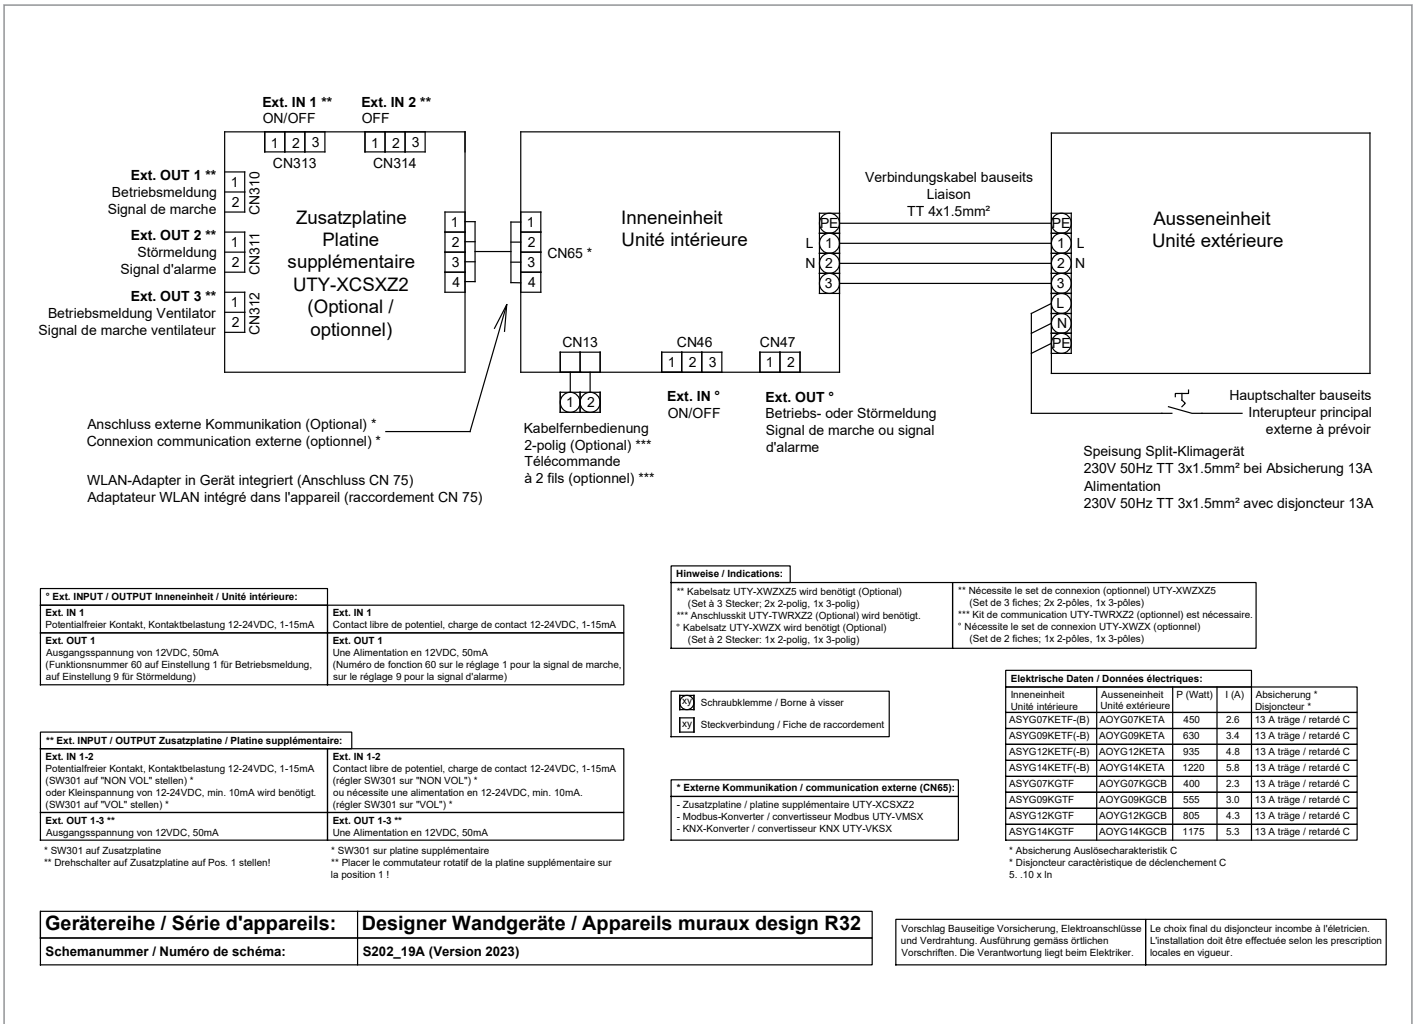 Ext. IN 1 **
ON/OFF
Ext. IN 2 **
OFF
1 2 3
CN313
1 2 3
CN314
Ext. OUT 1 **
Betriebsmeldung
Signal de marche
1
2
CN310
Ext. OUT 2 **
Störmeldung
Signal d'alarme
1
2
CN311
Ext. OUT 3 **
Betriebsmeldung Ventilator
Signal de marche ventilateur
1
2
CN312
Zusatzplatine
Platine
supplémentaire
UTY-XCSXZ2
(Optional /
optionnel)
1
2
3
4
1
2
3
4
CN65 *
Inneneinheit
Unité intérieure
PE
L 1
N 2
3
Verbindungskabel bauseits
Liaison
TT 4x1.5mm²
PE
1 L
2 N
3
L
N
PE
Ausseneinheit
Unité extérieure
CN13
1 2
Kabelfernbedienung
2-polig (Optional) ***
Télécommande
à 2 fils (optionnel) ***
CN46
1 2 3
Ext. IN °
ON/OFF
CN47
1 2
Ext. OUT °
Betriebs- oder Störmeldung
Signal de marche ou signal
d'alarme
Anschluss externe Kommunikation (Optional) *
Connexion communication externe (optionnel) *
WLAN-Adapter in Gerät integriert (Anschluss CN 75)
Adaptateur WLAN intégré dans l'appareil (raccordement CN 75)
Hauptschalter bauseits
Interupteur principal
externe à prévoir
Speisung Split-Klimagerät
230V 50Hz TT 3x1.5mm² bei Absicherung 13A
Alimentation
230V 50Hz TT 3x1.5mm² avec disjoncteur 13A
° Ext. INPUT / OUTPUT Inneneinheit / Unité intérieure:
Ext. IN 1
Potentialfreier Kontakt, Kontaktbelastung 12-24VDC, 1-15mA
Ext. IN 1
Contact libre de potentiel, charge de contact 12-24VDC, 1-15mA
Ext. OUT 1
Ausgangsspannung von 12VDC, 50mA
(Funktionsnummer 60 auf Einstellung 1 für Betriebsmeldung,
auf Einstellung 9 für Störmeldung)
Ext. OUT 1
Une Alimentation en 12VDC, 50mA
(Numéro de fonction 60 sur le réglage 1 pour la signal de marche,
sur le réglage 9 pour la signal d'alarme)
** Ext. INPUT / OUTPUT Zusatzplatine / Platine supplémentaire:
Ext. IN 1-2
Potentialfreier Kontakt, Kontaktbelastung 12-24VDC, 1-15mA
(SW301 auf "NON VOL" stellen) *
oder Kleinspannung von 12-24VDC, min. 10mA wird benötigt.
(SW301 auf "VOL" stellen) *
Ext. IN 1-2
Contact libre de potentiel, charge de contact 12-24VDC, 1-15mA
(régler SW301 sur "NON VOL") *
ou nécessite une alimentation en 12-24VDC, min. 10mA.
(régler SW301 sur "VOL") *
Ext. OUT 1-3 **
Ausgangsspannung von 12VDC, 50mA
Ext. OUT 1-3 **
Une Alimentation en 12VDC, 50mA
* SW301 auf Zusatzplatine
** Drehschalter auf Zusatzplatine auf Pos. 1 stellen!
* SW301 sur platine supplémentaire
** Placer le commutateur rotatif de la platine supplémentaire sur
la position 1 !
Hinweise / Indications:
** Kabelsatz UTY-XWZXZ5 wird benötigt (Optional)
(Set à 3 Stecker; 2x 2-polig, 1x 3-polig)
*** Anschlusskit UTY-TWRXZ2 (Optional) wird benötigt.
° Kabelsatz UTY-XWZX wird benötigt (Optional)
(Set à 2 Stecker: 1x 2-polig, 1x 3-polig)
** Nécessite le set de connexion (optionnel) UTY-XWZXZ5
(Set de 3 fiches; 2x 2-pôles, 1x 3-pôles)
*** Kit de communication UTY-TWRXZ2 (optionnel) est nécessaire.
° Nécessite le set de connexion UTY-XWZX (optionnel)
(Set de 2 fiches; 1x 2-pôles, 1x 3-pôles)
xy Schraubklemme / Borne à visser
xy Steckverbindung / Fiche de raccordement
* Externe Kommunikation / communication externe (CN65):
- Zusatzplatine / platine supplémentaire UTY-XCSXZ2
- Modbus-Konverter / convertisseur Modbus UTY-VMSX
- KNX-Konverter / convertisseur KNX UTY-VKSX
Elektrische Daten / Données électriques:
Inneneinheit Ausseneinheit P (Watt) I (A) Absicherung *
Unité intérieure Unité extérieure Disjoncteur *
ASYG07KETF-(B) AOYG07KETA 450 2.6 13 A träge / retardé C
ASYG09KETF(-B) AOYG09KETA 630 3.4 13 A träge / retardé C
ASYG12KETF(-B) AOYG12KETA 935 4.8 13 A träge / retardé C
ASYG14KETF(-B) AOYG14KETA 1220 5.8 13 A träge / retardé C
ASYG07KGTF AOYG07KGCB 400 2.3 13 A träge / retardé C
ASYG09KGTF AOYG09KGCB 555 3.0 13 A träge / retardé C
ASYG12KGTF AOYG12KGCB 805 4.3 13 A träge / retardé C
ASYG14KGTF AOYG14KGCB 1175 5.3 13 A träge / retardé C
* Absicherung Auslösecharakteristik C
* Disjoncteur caractèristique de déclenchement C
5. .10 x In
Gerätereihe / Série d'appareils: Designer Wandgeräte / Appareils muraux design R32
Schemanummer / Numéro de schéma: S202_19A (Version 2023)
Vorschlag Bauseitige Vorsicherung, Elektroanschlüsse
und Verdrahtung. Ausführung gemäss örtlichen
Vorschriften. Die Verantwortung liegt beim Elektriker.
Le choix final du disjoncteur incombe à l'életricien.
L'installation doit être effectuée selon les prescription
locales en vigueur.